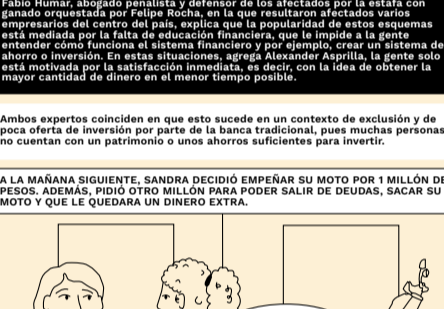 Fabio Humar, abogado penalista y defensor de los afectados por la estafa con
ganado orquestada por Felipe Rocha, en la que resultaron afectados varios
empresarios del centro del país, explica que la popularidad de estos esquemas
está mediada por la falta de educación financiera, que le impide a la gente
entender cómo funciona el sistema financiero y por ejemplo, crear un sistema de
ahorro o inversión. En estas situaciones, agrega Alexander Asprilla, la gente solo
está motivada por la satisfacción inmediata, es decir, con la idea de obtener la
mayor cantidad de dinero en el menor tiempo posible.
Ambos expertos coinciden en que esto sucede en un contexto de exclusión y de
poca oferta de inversión por parte de la banca tradicional, pues muchas personas
no cuentan con un patrimonio o unos ahorros suficientes para invertir.
A LA MAÑANA SIGUIENTE, SANDRA DECIDIÓ EMPEÑAR SU MOTO POR 1 MILLÓN DE
PESOS. ADEMÁS, PIDIÓ OTRO MILLÓN PARA PODER SALIR DE DEUDAS, SACAR SU
MOTO Y QUE LE QUEDARA UN DINERO EXTRA.